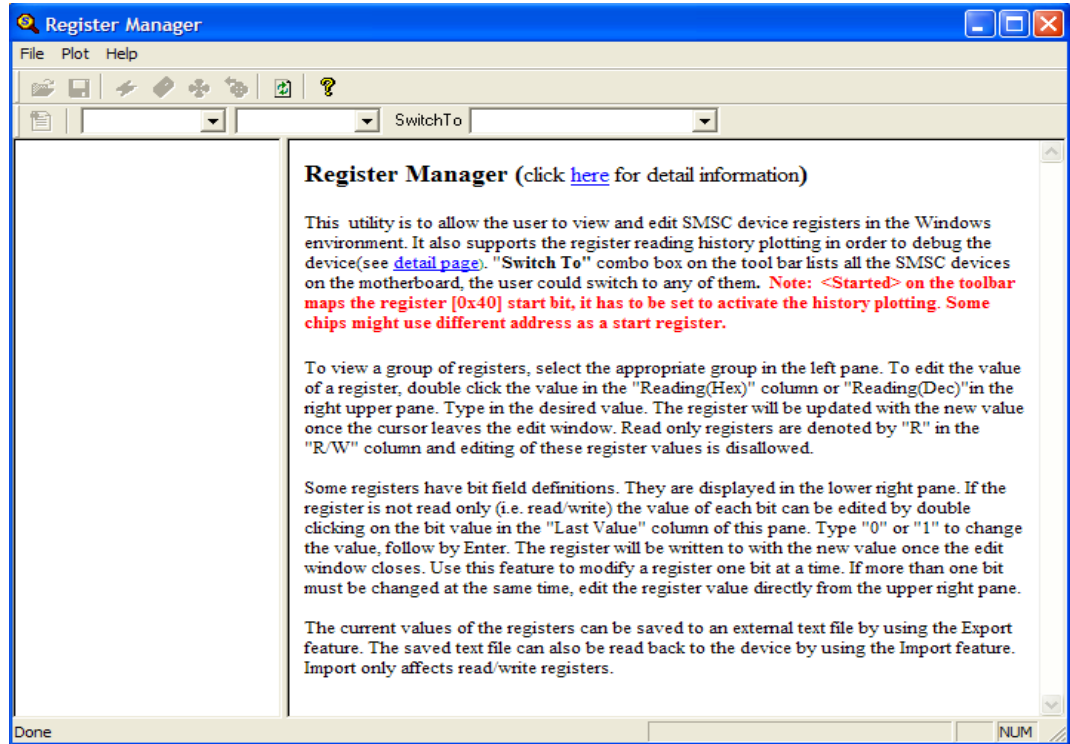 Register Manager
File Plot Help
SwitchTo
Register Manager (click here for detail information)
This utility is to allow the user to view and edit SMSC device registers in the Windows
environment. It also supports the register reading history plotting in order to debug the
device(see detail page). "Switch To" combo box on the tool bar lists all the SMSC devices
on the motherboard, the user could switch to any of them. Note: <Started> on the toolbar
maps the register [0x40] start bit, it has to be set to activate the history plotting. Some
chips might use different address as a start register.
To view a group of registers, select the appropriate group in the left pane. To edit the value
of a register, double click the value in the "Reading(Hex)" column or "Reading(Dec)"in the
right upper pane. Type in the desired value. The register will be updated with the new value
once the cursor leaves the edit window. Read only registers are denoted by "R" in the
"R/W" column and editing of these register values is disallowed.
Some registers have bit field definitions. They are displayed in the lower right pane. If the
register is not read only (i.e. read/write) the value of each bit can be edited by double
clicking on the bit value in the "Last Value" column of this pane. Type "0" or "1" to change
the value, follow by Enter. The register will be written to with the new value once the edit
window closes. Use this feature to modify a register one bit at a time. If more than one bit
must be changed at the same time, edit the register value directly from the upper right pane.
The current values of the registers can be saved to an external text file by using the Export
feature. The saved text file can also be read back to the device by using the Import feature.
Import only affects read/write registers.
Done
NUM